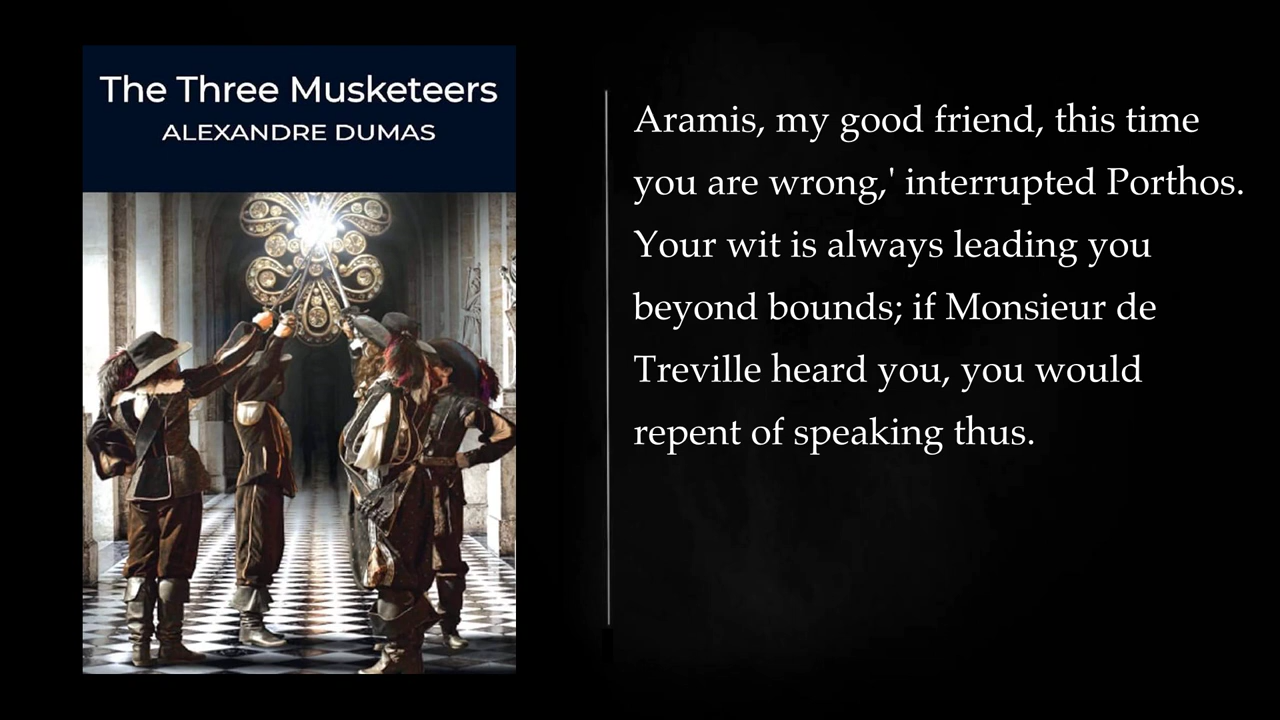 The Three Musketeers
ALEXANDRE DUMAS
Aramis, my good friend, this time
you are wrong,' interrupted Porthos.
Your wit is always leading you
beyond bounds; if Monsieur de
Treville heard you, you would
repent of speaking thus.